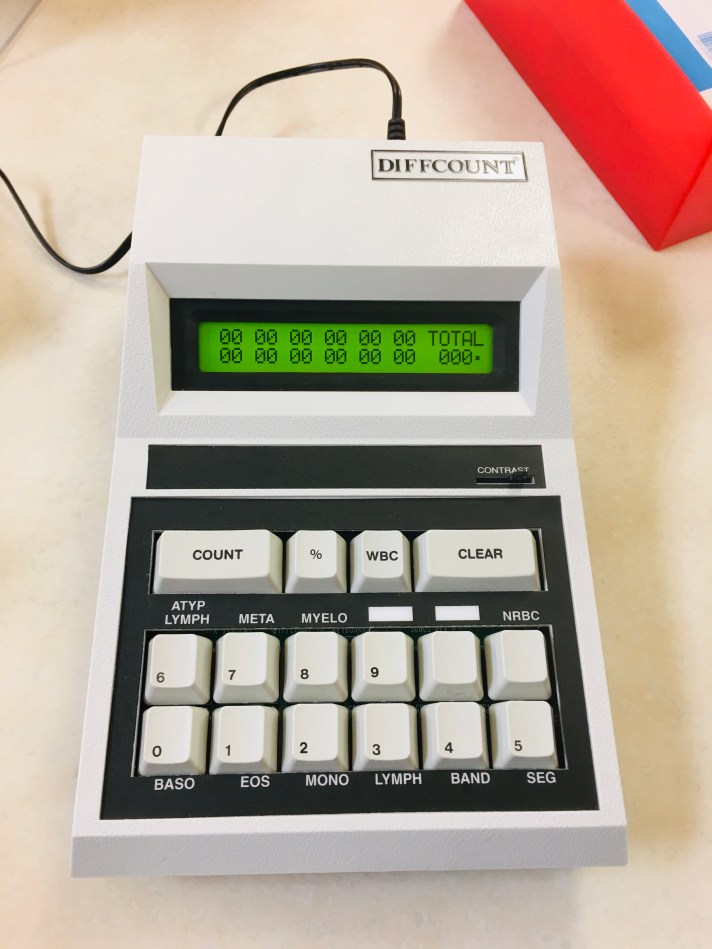 DIFFCOUNT
00 00 00 00 00 00 TOTAL
00 00 00 00 00 00 000.
CONTRAST
COUNT % WBC CLEAR
ATYP
LYMPH META MYELO NRBC
6 7 8 9
0 1 2 3 4 5
BASO EOS MONO LYMPH BAND SEG